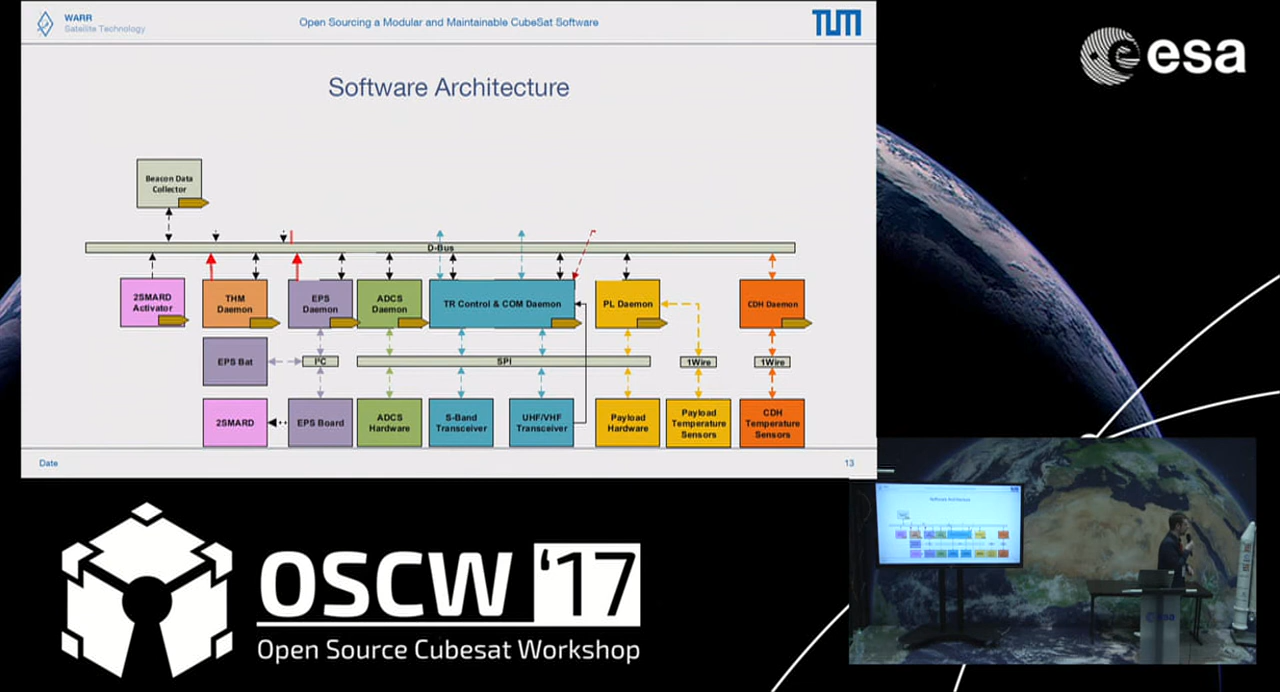 WARR
Satellite Technology
Open Sourcing a Modular and Maintainable CubeSat Software
TUM
esa
Software Architecture
Beacon Data
Collector
D-Bus
2SMARD
Activator
THM
Daemon
EPS
Daemon
ADCS
Daemon
TR Control & COM Daemon
PL Daemon
CDH Daemon
EPS Bat
I²C
SPI
1Wire
1Wire
2SMARD
EPS Board
ADCS
Hardware
S-Band
Transceiver
UHF/VHF
Transceiver
Payload
Hardware
Payload
Temperature
Sensors
CDH
Temperature
Sensors
Date
13
Software Architecture
esa
OSCW '17
Open Source Cubesat Workshop